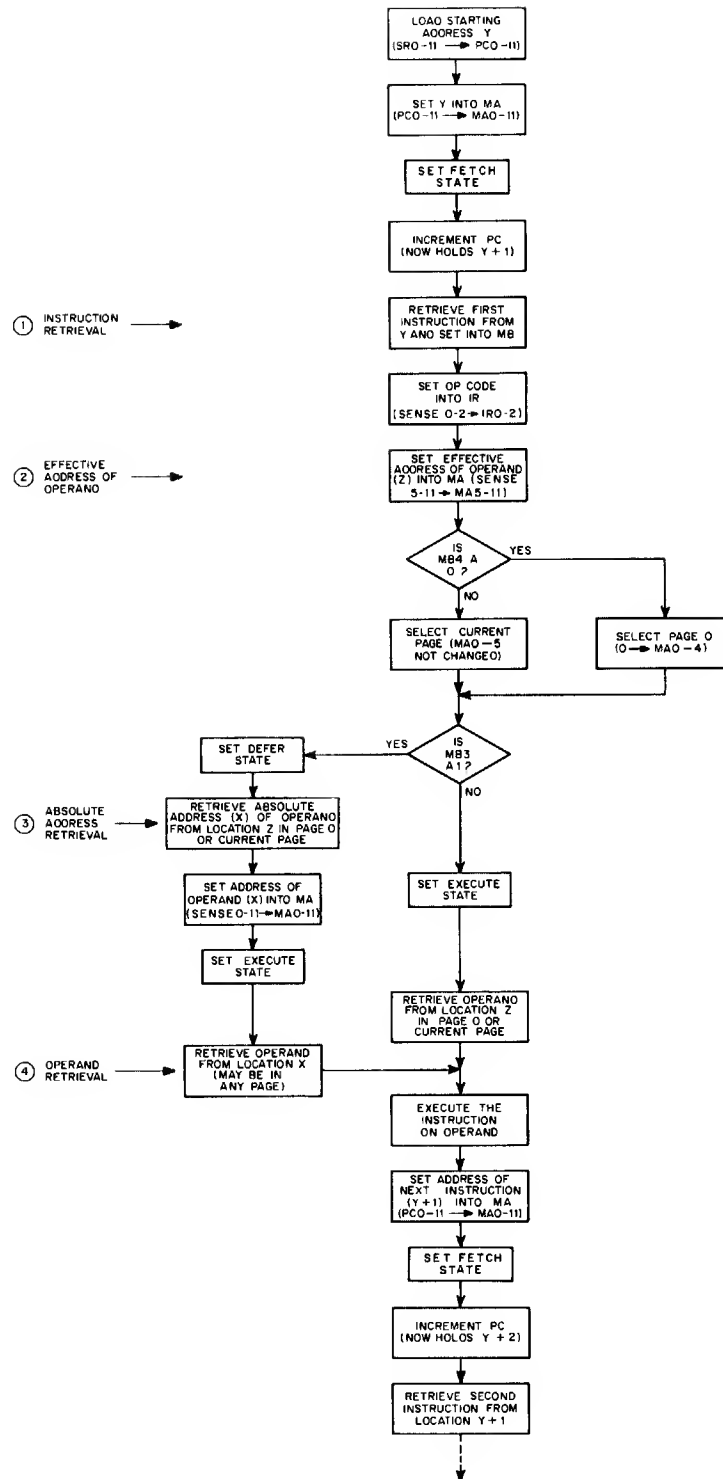 LOAD STARTING
ADDRESS Y
(SR0-11 → PC0-11)
SET Y INTO MA
(PC0-11 → MA0-11)
SET FETCH
STATE
INCREMENT PC
(NOW HOLDS Y+1)
① INSTRUCTION
RETRIEVAL
RETRIEVE FIRST
INSTRUCTION FROM
Y AND SET INTO MB
SET OP CODE
INTO IR
(SENSE 0-2→IR0-2)
② EFFECTIVE
ADDRESS OF
OPERAND
SET EFFECTIVE
ADDRESS OF OPERAND
(Z) INTO MA (SENSE
5-11→ MA5-11)
IS
MB4 A
0 ?
YES
NO
SELECT CURRENT
PAGE (MA0-5
NOT CHANGED)
SELECT PAGE 0
(0→MA0-4)
IS
MB3
A 1 ?
YES
NO
SET DEFER
STATE
③ ABSOLUTE
ADDRESS
RETRIEVAL
RETRIEVE ABSOLUTE
ADDRESS (X) OF OPERAND
FROM LOCATION Z IN PAGE 0
OR CURRENT PAGE
SET ADDRESS OF
OPERAND (X) INTO MA
(SENSE0-11→MA0-11)
SET EXECUTE
STATE
SET EXECUTE
STATE
RETRIEVE OPERAND
FROM LOCATION Z
IN PAGE 0 OR
CURRENT PAGE
④ OPERAND
RETRIEVAL
RETRIEVE OPERAND
FROM LOCATION X
(MAY BE IN
ANY PAGE)
EXECUTE THE
INSTRUCTION
ON OPERAND
SET ADDRESS OF
NEXT INSTRUCTION
(Y+1) INTO MA
(PC0-11 → MA0-11)
SET FETCH
STATE
INCREMENT PC
(NOW HOLDS Y + 2)
RETRIEVE SECOND
INSTRUCTION FROM
LOCATION Y+1